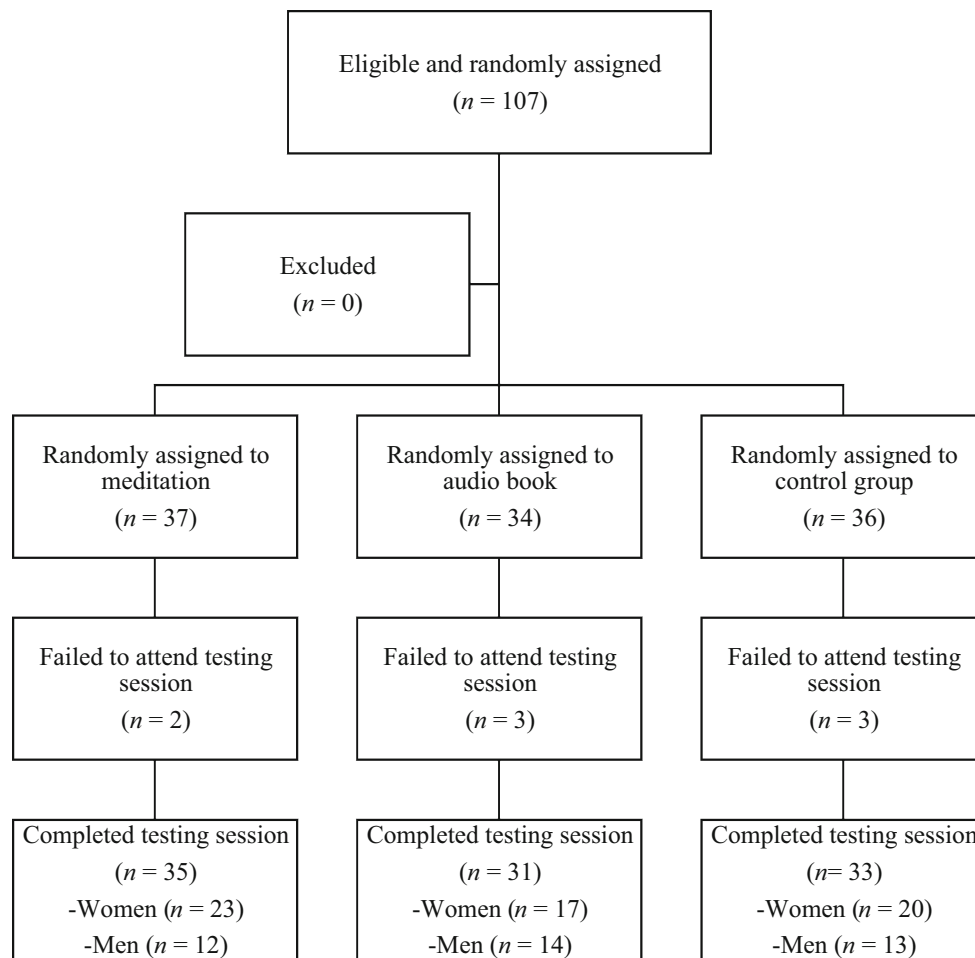 Eligible and randomly assigned
(n = 107)
Excluded
(n = 0)
Randomly assigned to
meditation
(n = 37)
Randomly assigned to
audio book
(n = 34)
Randomly assigned to
control group
(n = 36)
Failed to attend testing
session
(n = 2)
Failed to attend testing
session
(n = 3)
Failed to attend testing
session
(n = 3)
Completed testing session
(n = 35)
-Women (n = 23)
-Men (n = 12)
Completed testing session
(n = 31)
-Women (n = 17)
-Men (n = 14)
Completed testing session
(n= 33)
-Women (n = 20)
-Men (n = 13)